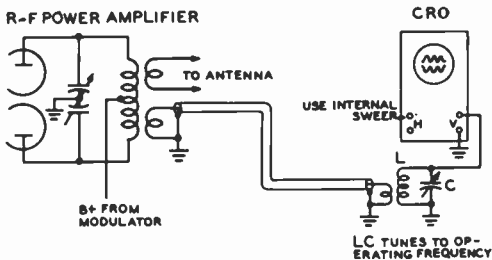 R-F POWER AMPLIFIER
CRO
TO ANTENNA
USE INTERNAL
SWEEP
H
V
L
C
B+ FROM
MODULATOR
LC TUNES TO OP-
ERATING FREQUENCY